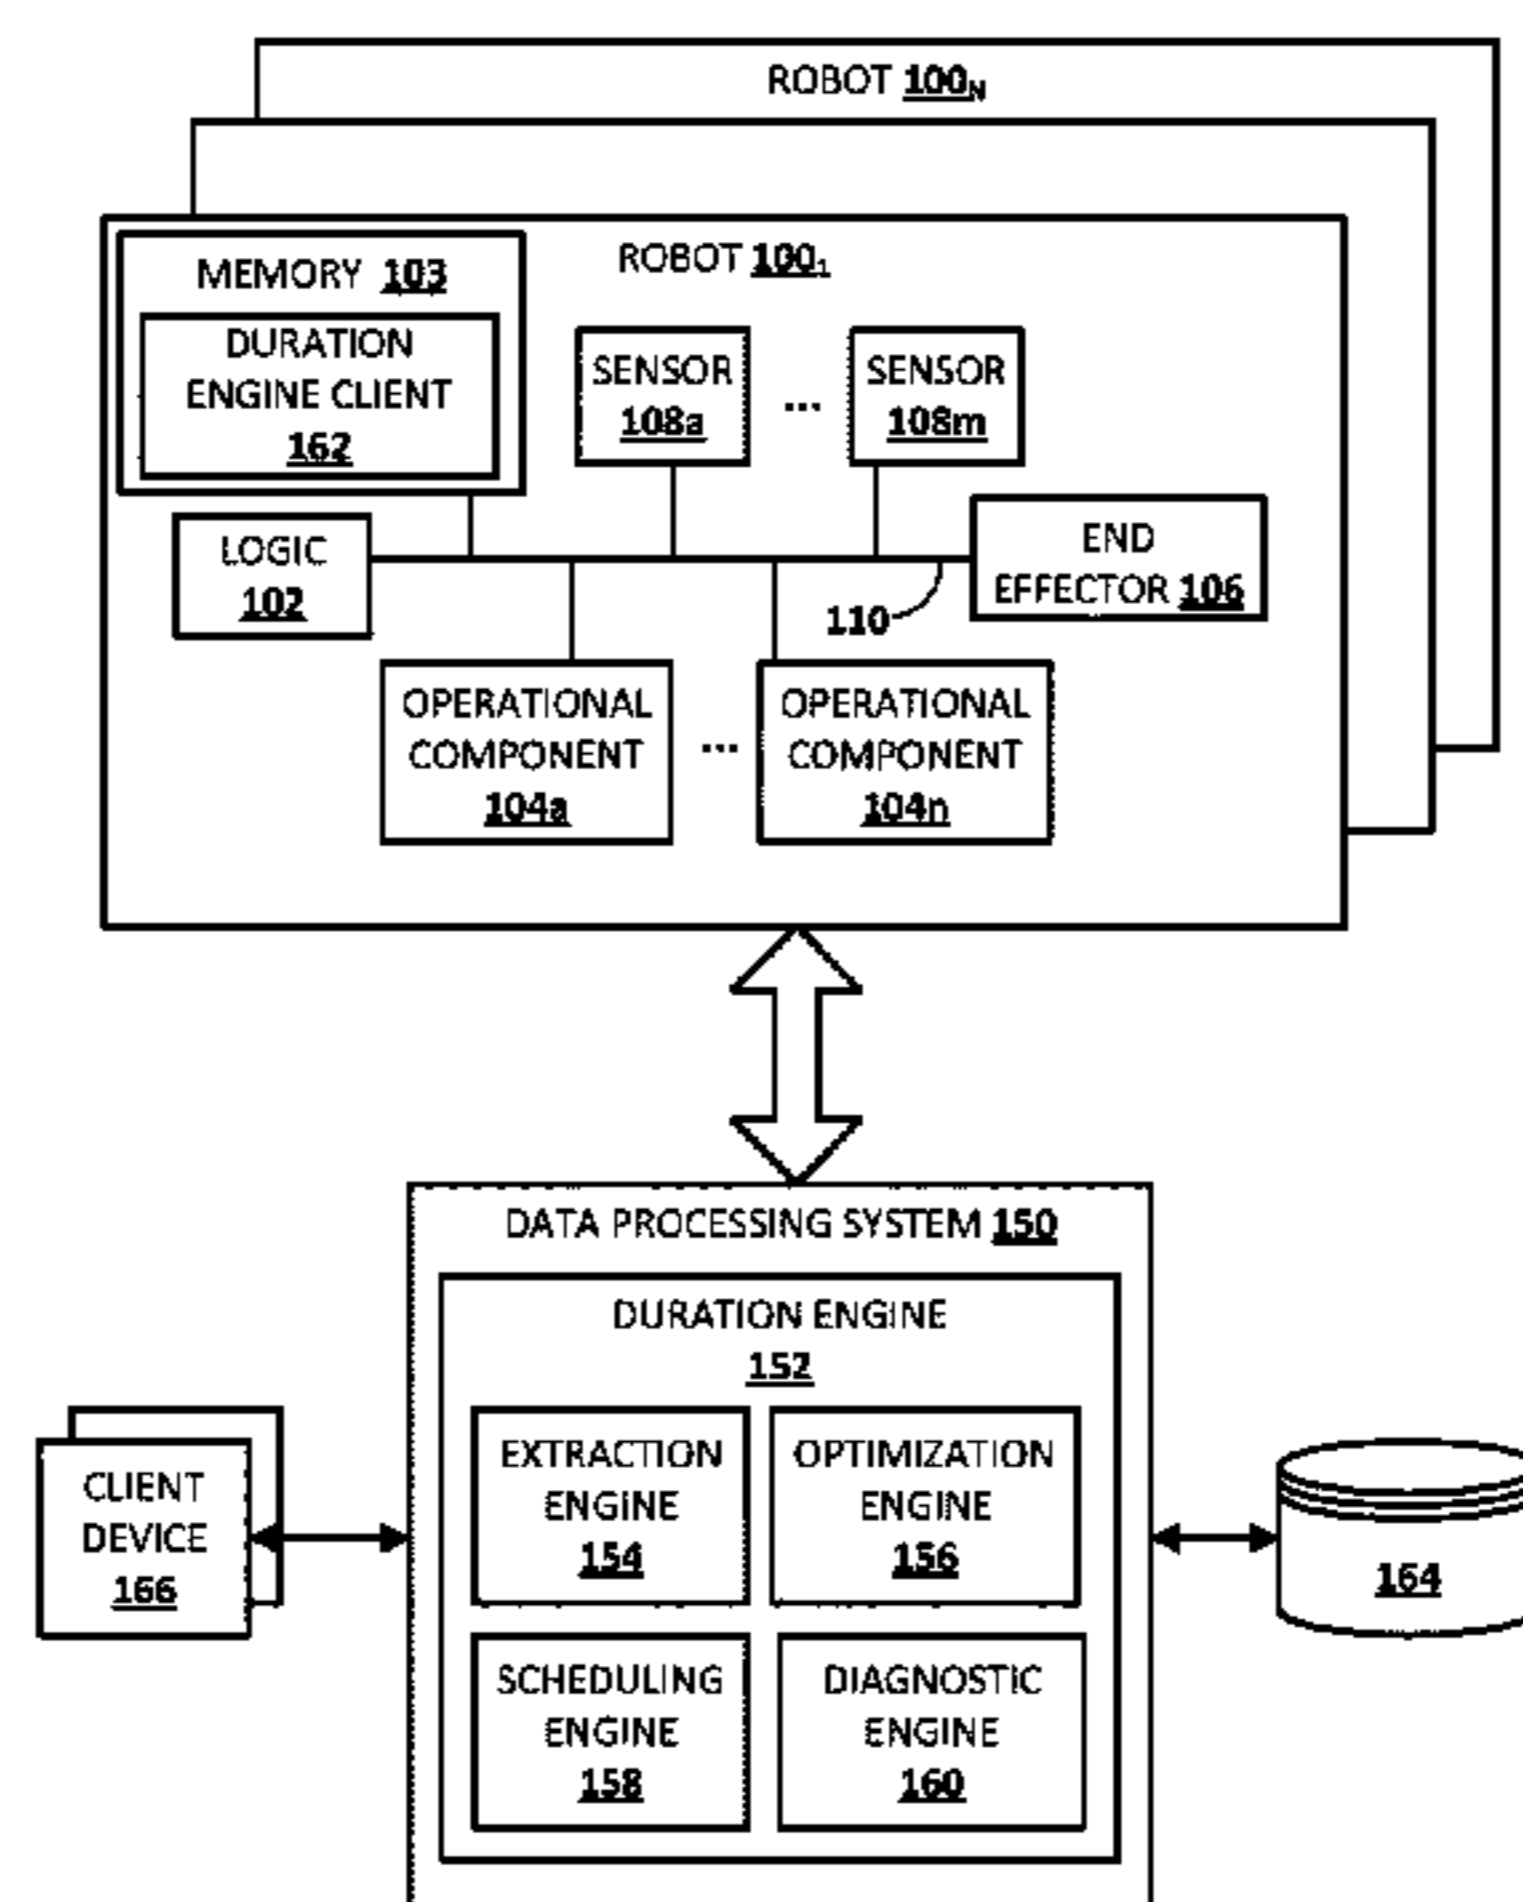 ROBOT 100N
ROBOT 1001
MEMORY 103
DURATION
ENGINE CLIENT
162
SENSOR
108a
...
SENSOR
108m
LOGIC
102
END
EFFECTOR 106
110
OPERATIONAL
COMPONENT
104a
...
OPERATIONAL
COMPONENT
104n
DATA PROCESSING SYSTEM 150
DURATION ENGINE
152
EXTRACTION
ENGINE
154
OPTIMIZATION
ENGINE
156
CLIENT
DEVICE
166
164
SCHEDULING
ENGINE
158
DIAGNOSTIC
ENGINE
160